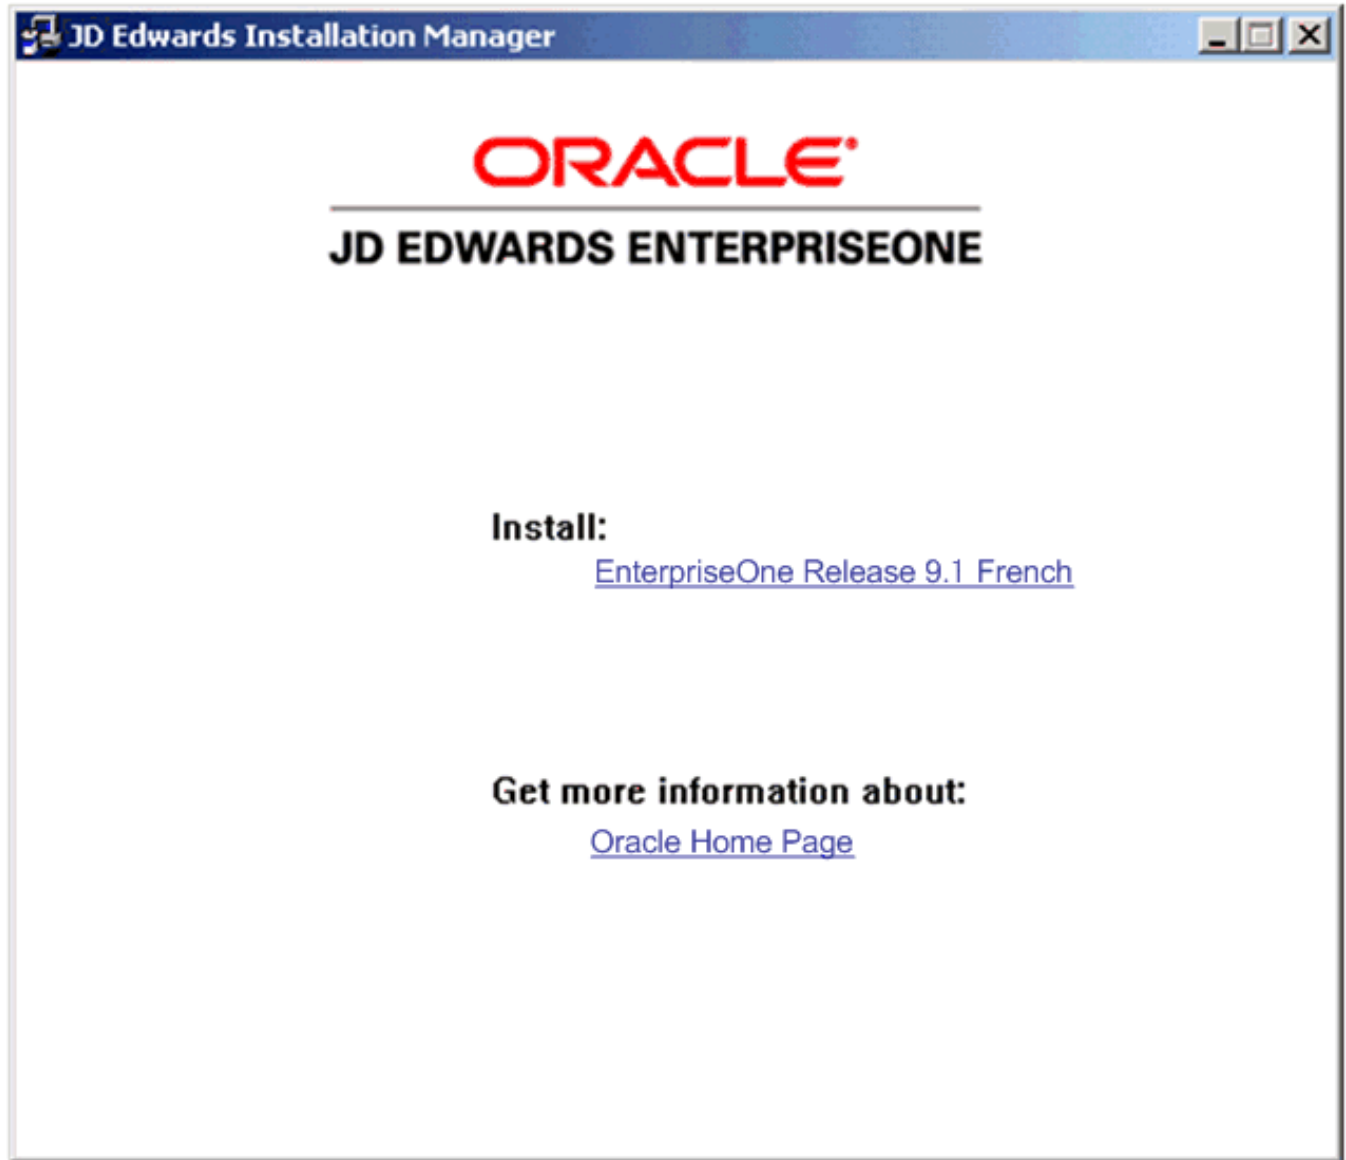 JD Edwards Installation Manager
ORACLE®
JD EDWARDS ENTERPRISEONE
Install:
EnterpriseOne Release 9.1 French
Get more information about:
Oracle Home Page